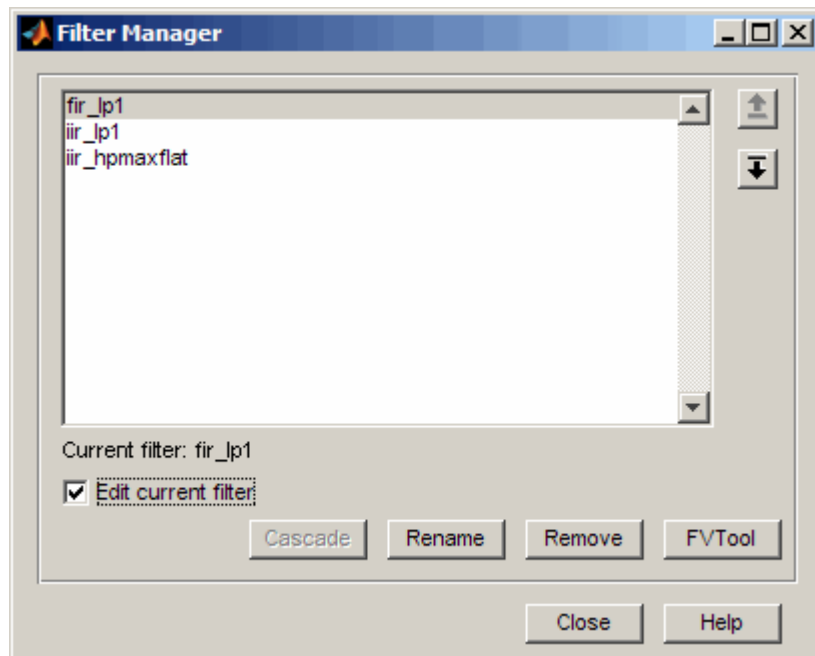 Filter Manager
fir_lp1
iir_lp1
iir_hpmaxflat
Current filter: fir_lp1
Edit current filter
Cascade Rename Remove FVTool
Close Help